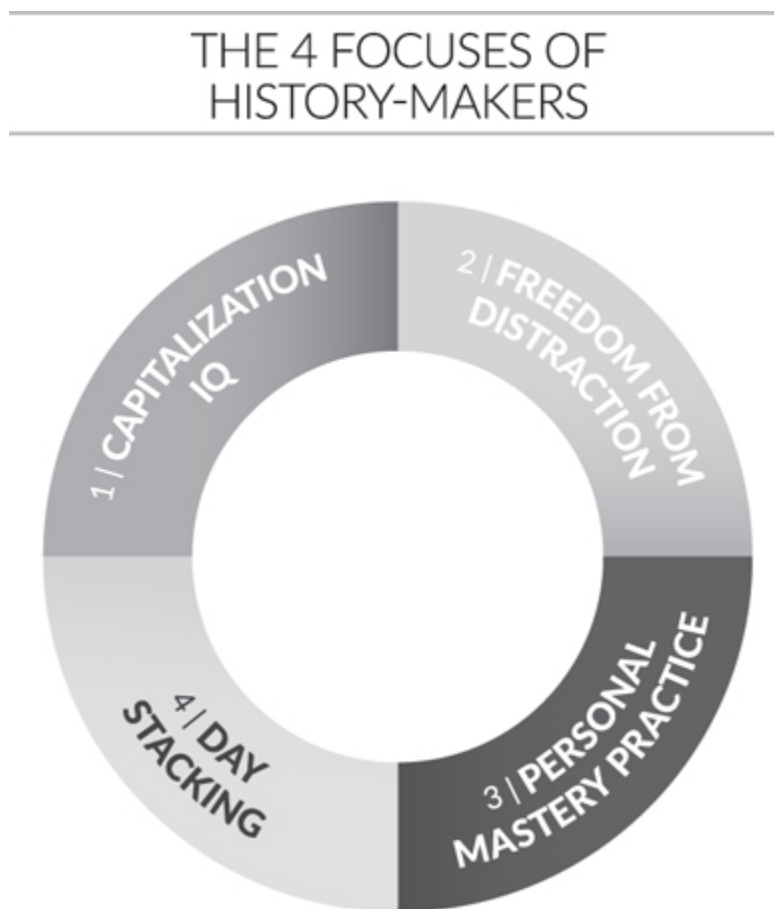 THE 4 FOCUSES OF
HISTORY-MAKERS
1 | CAPITALIZATION
IQ
2 | FREEDOM FROM
DISTRACTION
3 | PERSONAL
MASTERY PRACTICE
4 | DAY
STACKING